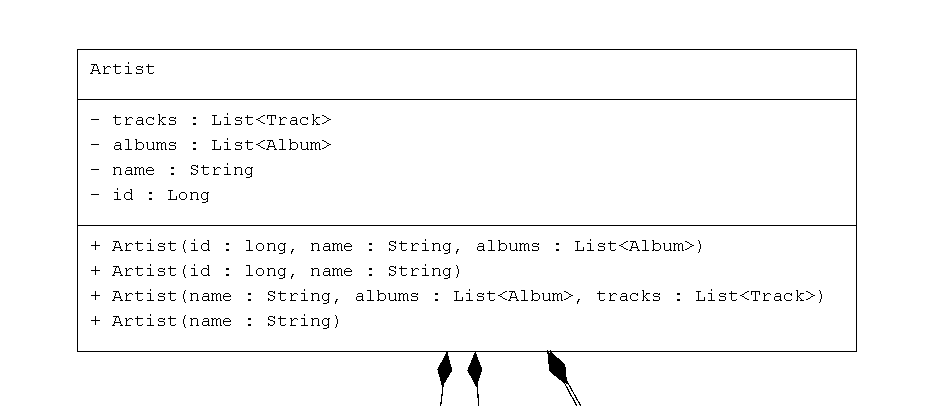 Artist
- tracks : List<Track>
- albums : List<Album>
- name : String
- id : Long
+ Artist(id : long, name : String, albums : List<Album>)
+ Artist(id : long, name : String)
+ Artist(name : String, albums : List<Album>, tracks : List<Track>)
+ Artist(name : String)